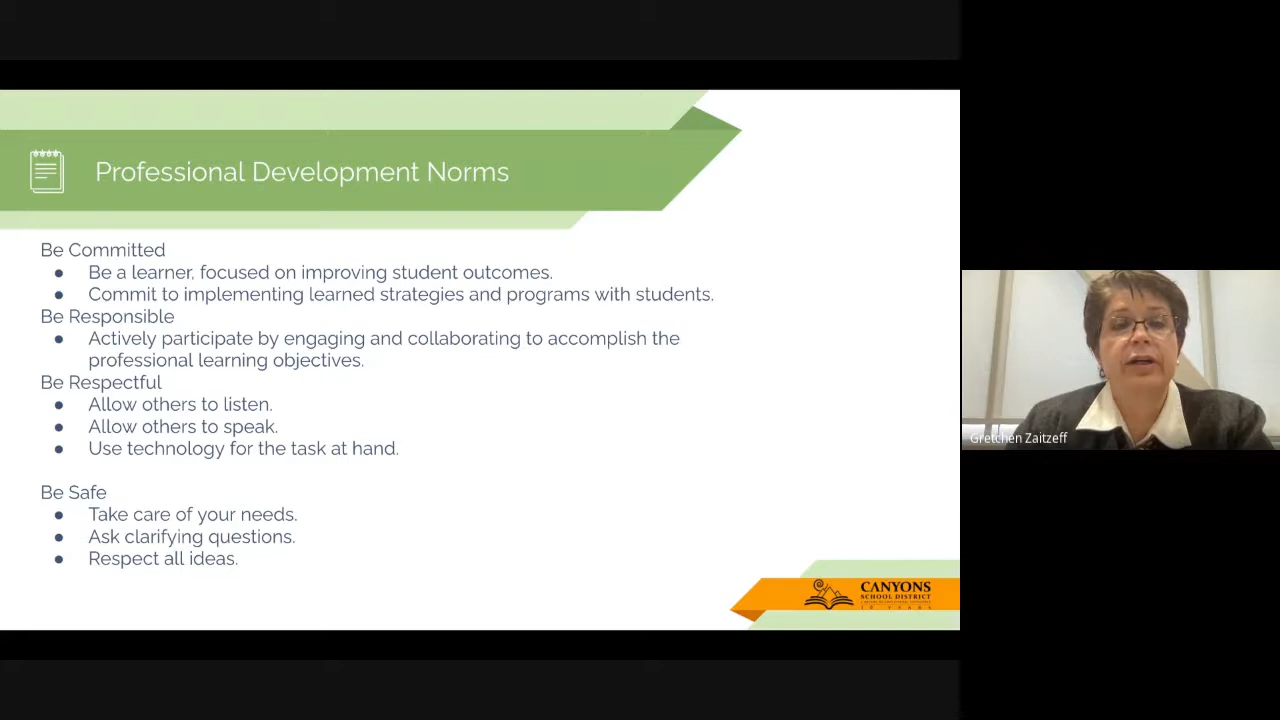 Professional Development Norms
Be Committed
● Be a learner, focused on improving student outcomes.
● Commit to implementing learned strategies and programs with students.
Be Responsible
● Actively participate by engaging and collaborating to accomplish the
professional learning objectives.
Be Respectful
● Allow others to listen.
● Allow others to speak.
● Use technology for the task at hand.
Be Safe
● Take care of your needs.
● Ask clarifying questions.
● Respect all ideas.
CANYONS
SCHOOL DISTRICT
10 YEARS
Gretchen Zaitzeff